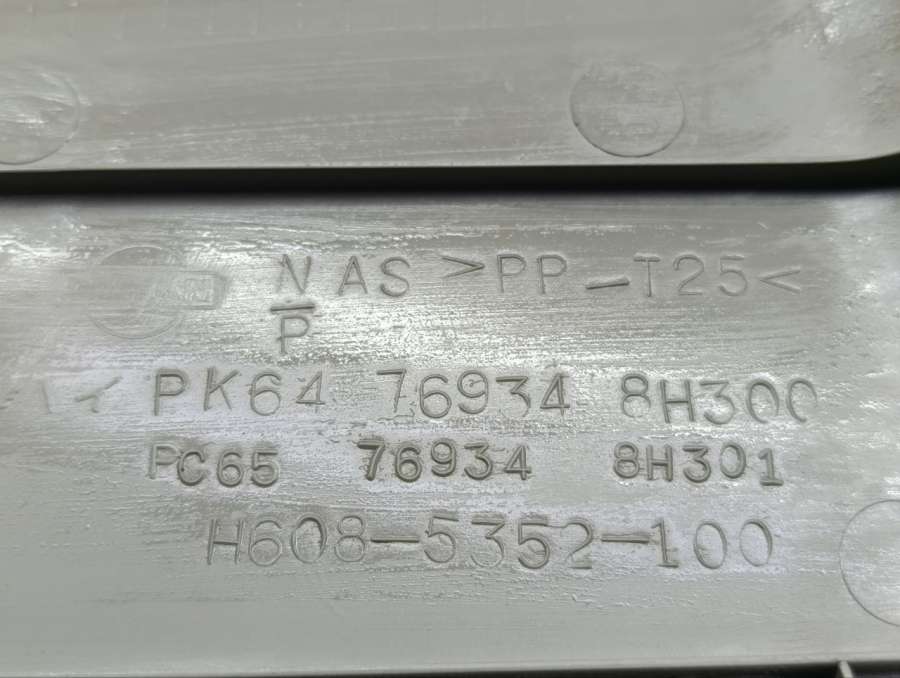 N AS >PP-T25<
P
PK64 76934 8H300
PC65 76934 8H301
H608-5352-100